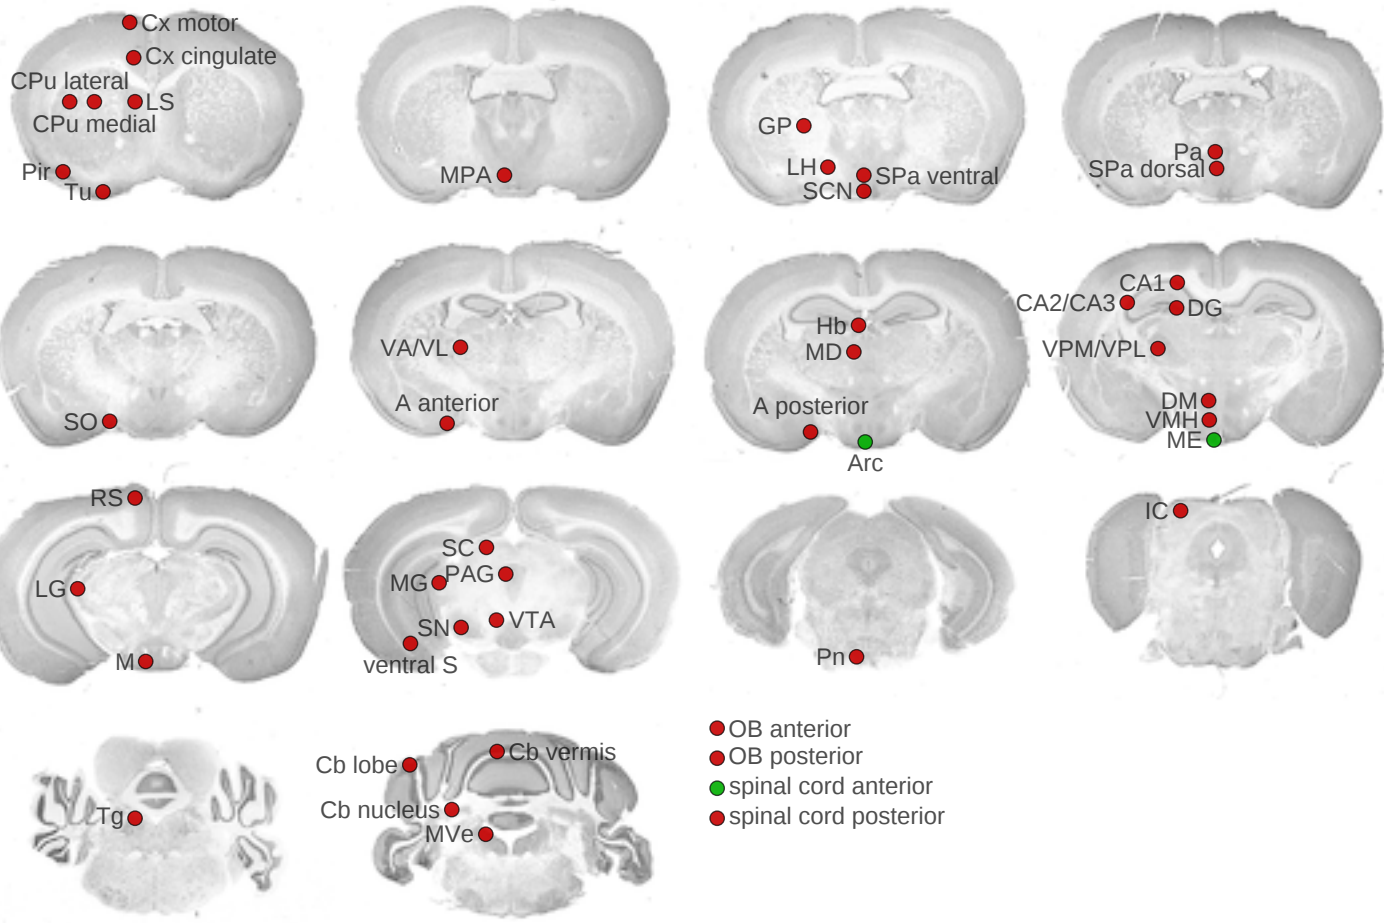 Cx motor
Cx cingulate
CPu lateral
LS
CPu medial
Pir
Tu
MPA
GP
LH
SPa ventral
SCN
Pa
SPa dorsal
SO
VA/VL
A anterior
Hb
MD
A posterior
Arc
CA1
CA2/CA3
DG
VPM/VPL
DM
VMH
ME
RS
LG
M
SC
MG
PAG
SN
VTA
ventral S
Pn
IC
Tg
Cb lobe
Cb vermis
Cb nucleus
MVe
OB anterior
OB posterior
spinal cord anterior
spinal cord posterior